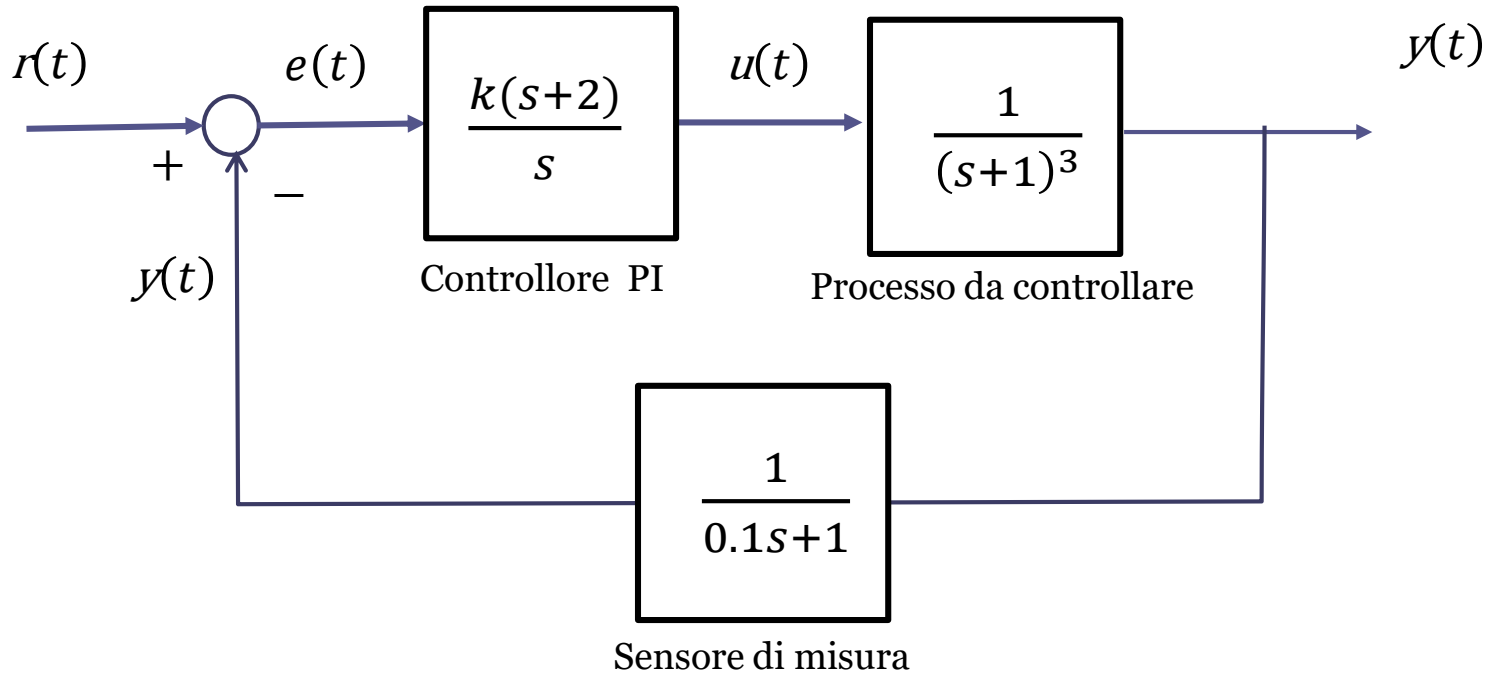 r(t)
+
−
e(t)
k(s+2)
s
Controllore PI
u(t)
1
(s+1)³
Processo da controllare
y(t)
y(t)
1
0.1s+1
Sensore di misura